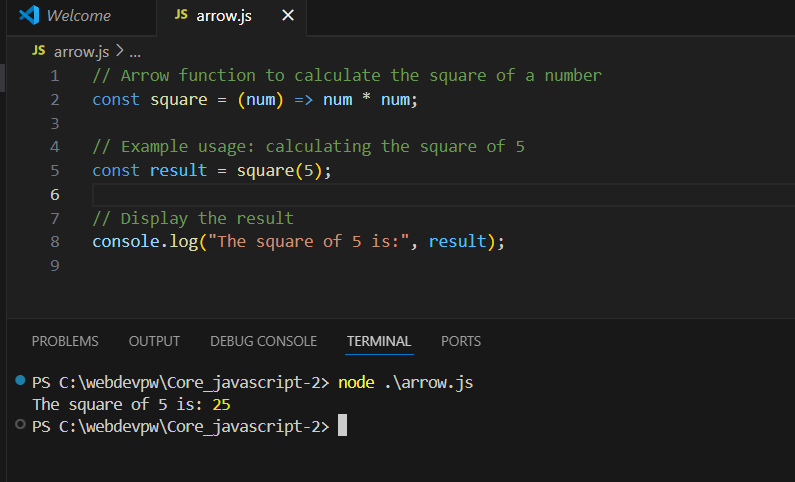 Welcome JS arrow.js
JS arrow.js > ...
1 // Arrow function to calculate the square of a number
2 const square = (num) => num * num;
3
4 // Example usage: calculating the square of 5
5 const result = square(5);
6
7 // Display the result
8 console.log("The square of 5 is:", result);
9
PROBLEMS OUTPUT DEBUG CONSOLE TERMINAL PORTS
PS C:\webdevpw\Core_javascript-2> node .\arrow.js
The square of 5 is: 25
PS C:\webdevpw\Core_javascript-2>